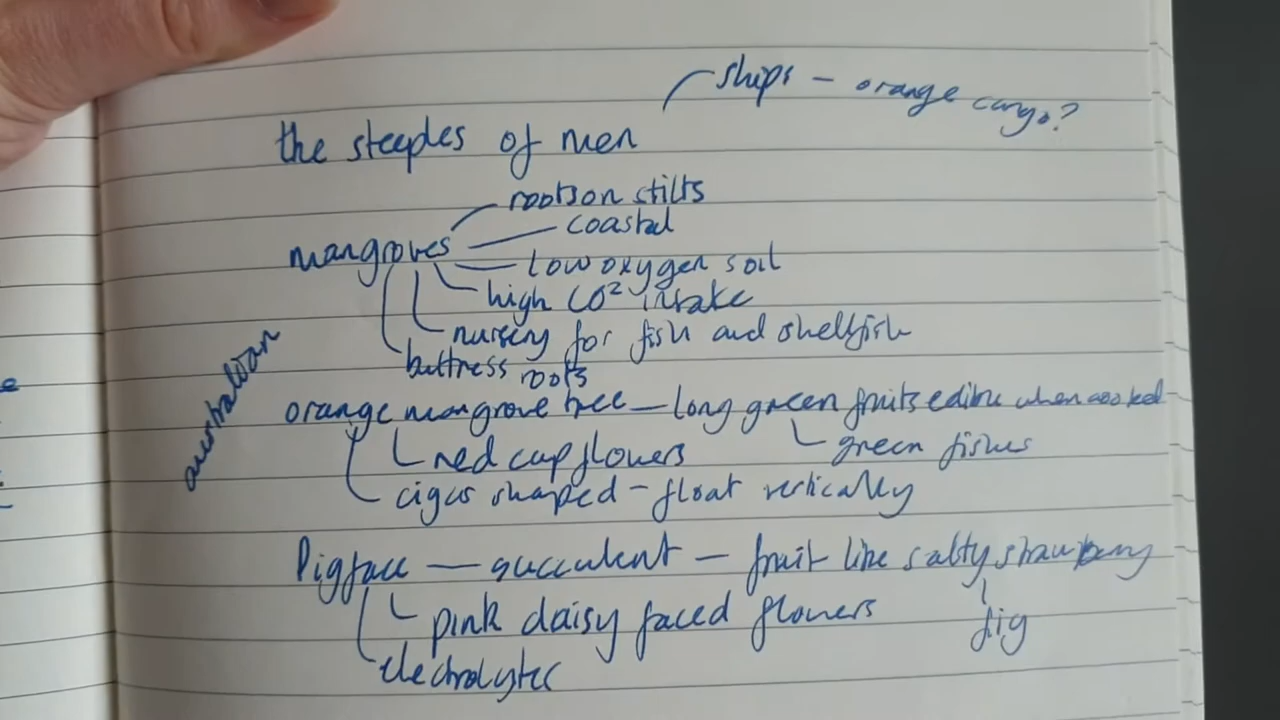 ships - orange cargo?
the steeples of men
roots on stilts
coastal
mangroves
low oxygen soil
high CO² intake
nursery for fish and shellfish
buttress roots
australian
orange mangrove tree - long green fruits edible when cooked
red cup flowers
green fishes
cigar shaped - float vertically
Pigface - succulent - fruit like salty strawberry
pink daisy faced flowers
fig
electrolytes